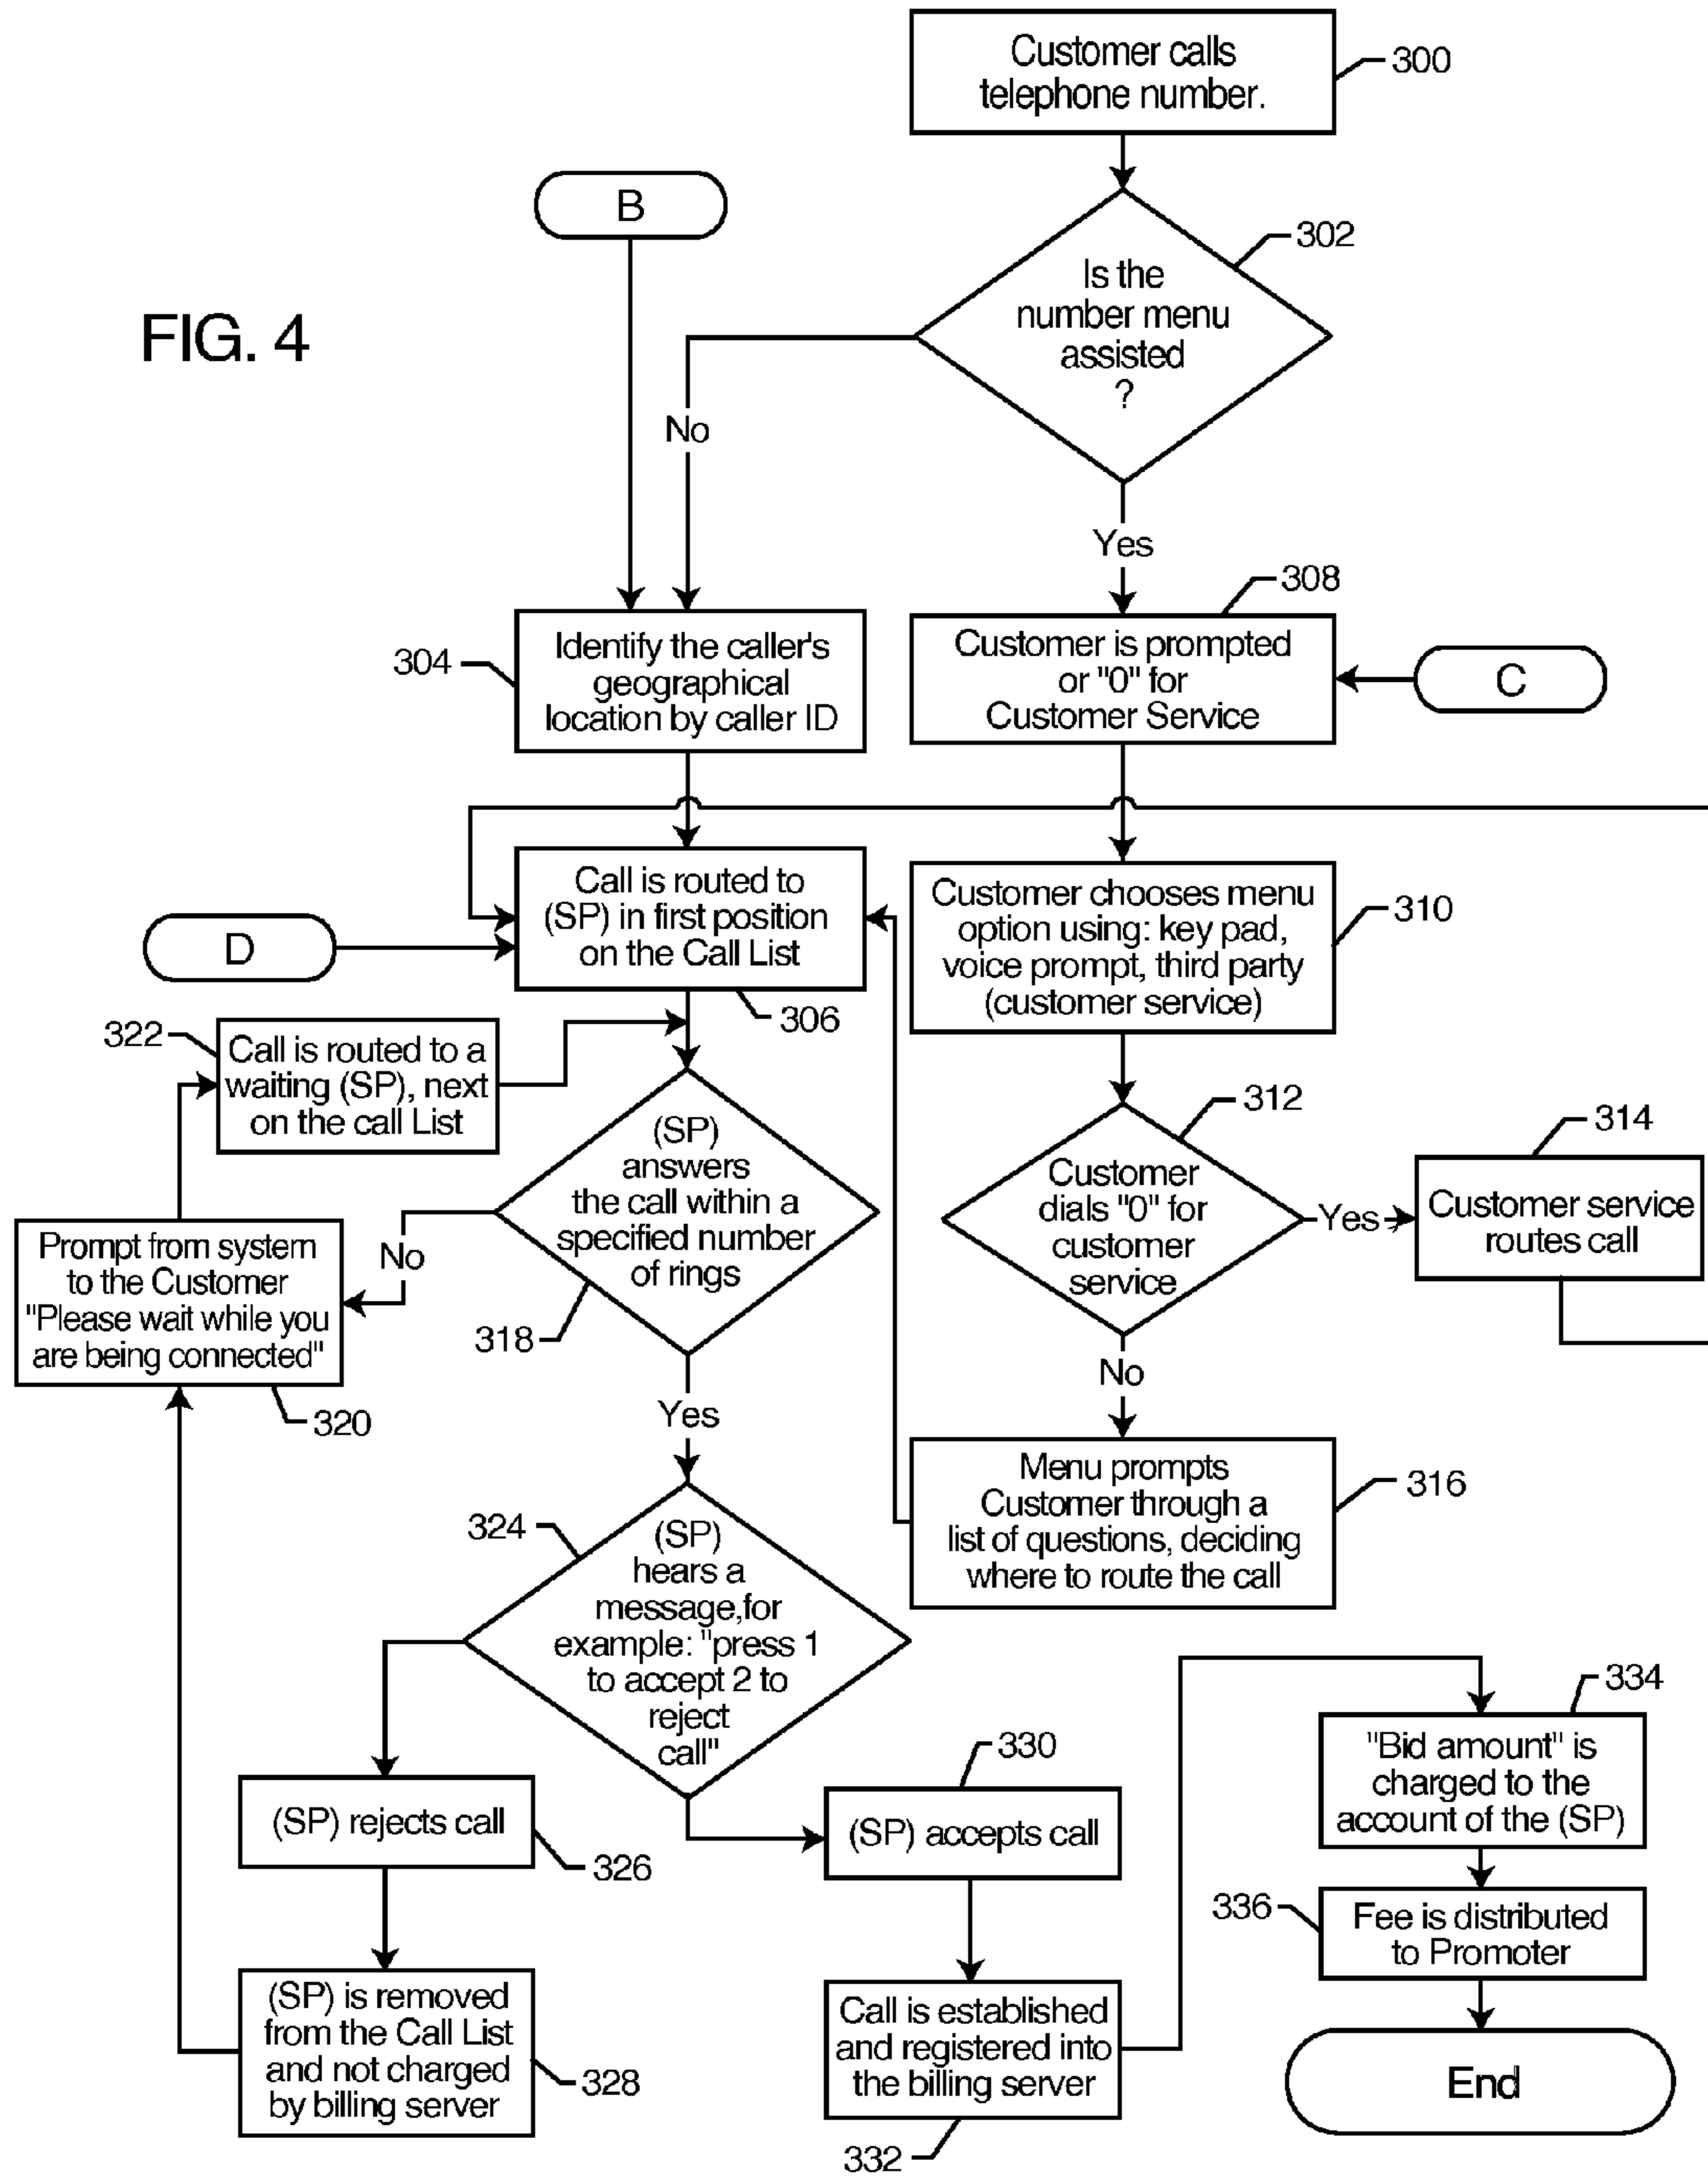 FIG. 4
Customer calls
telephone number.
300
B
302
Is the
number menu
assisted
?
No
Yes
304
Identify the caller's
geographical
location by caller ID
308
Customer is prompted
or "0" for
Customer Service
C
D
Call is routed to
(SP) in first position
on the Call List
306
Customer chooses menu
option using: key pad,
voice prompt, third party
(customer service)
310
322
Call is routed to a
waiting (SP), next
on the call List
(SP)
answers
the call within a
specified number
of rings
318
312
Customer
dials "0" for
customer
service
Yes
314
Customer service
routes call
No
Prompt from system
to the Customer
"Please wait while you
are being connected"
320
No
Yes
Menu prompts
Customer through a
list of questions, deciding
where to route the call
316
324
(SP)
hears a
message,for
example: "press 1
to accept 2 to
reject
call"
(SP) rejects call
326
330
(SP) accepts call
334
"Bid amount" is
charged to the
account of the (SP)
336
Fee is distributed
to Promoter
(SP) is removed
from the Call List
and not charged
by billing server
328
Call is established
and registered into
the billing server
332
End